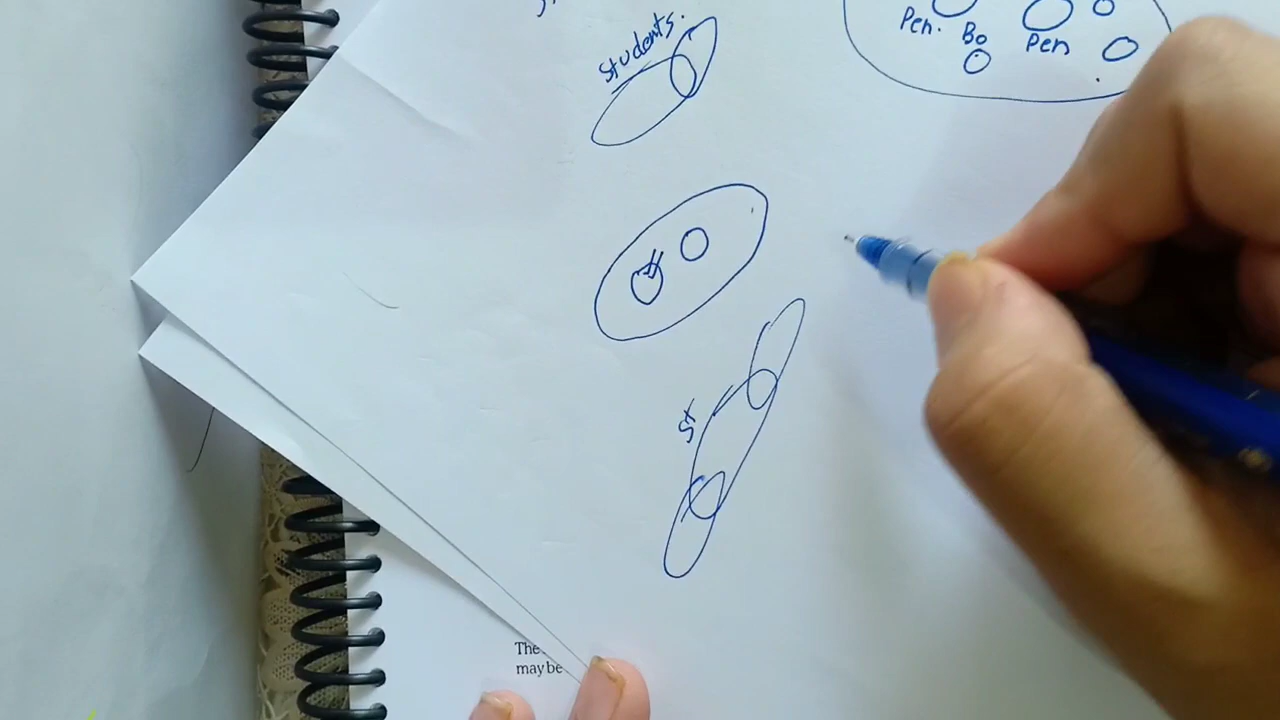 Students.
Pen. Bo Pen
St
The
may be